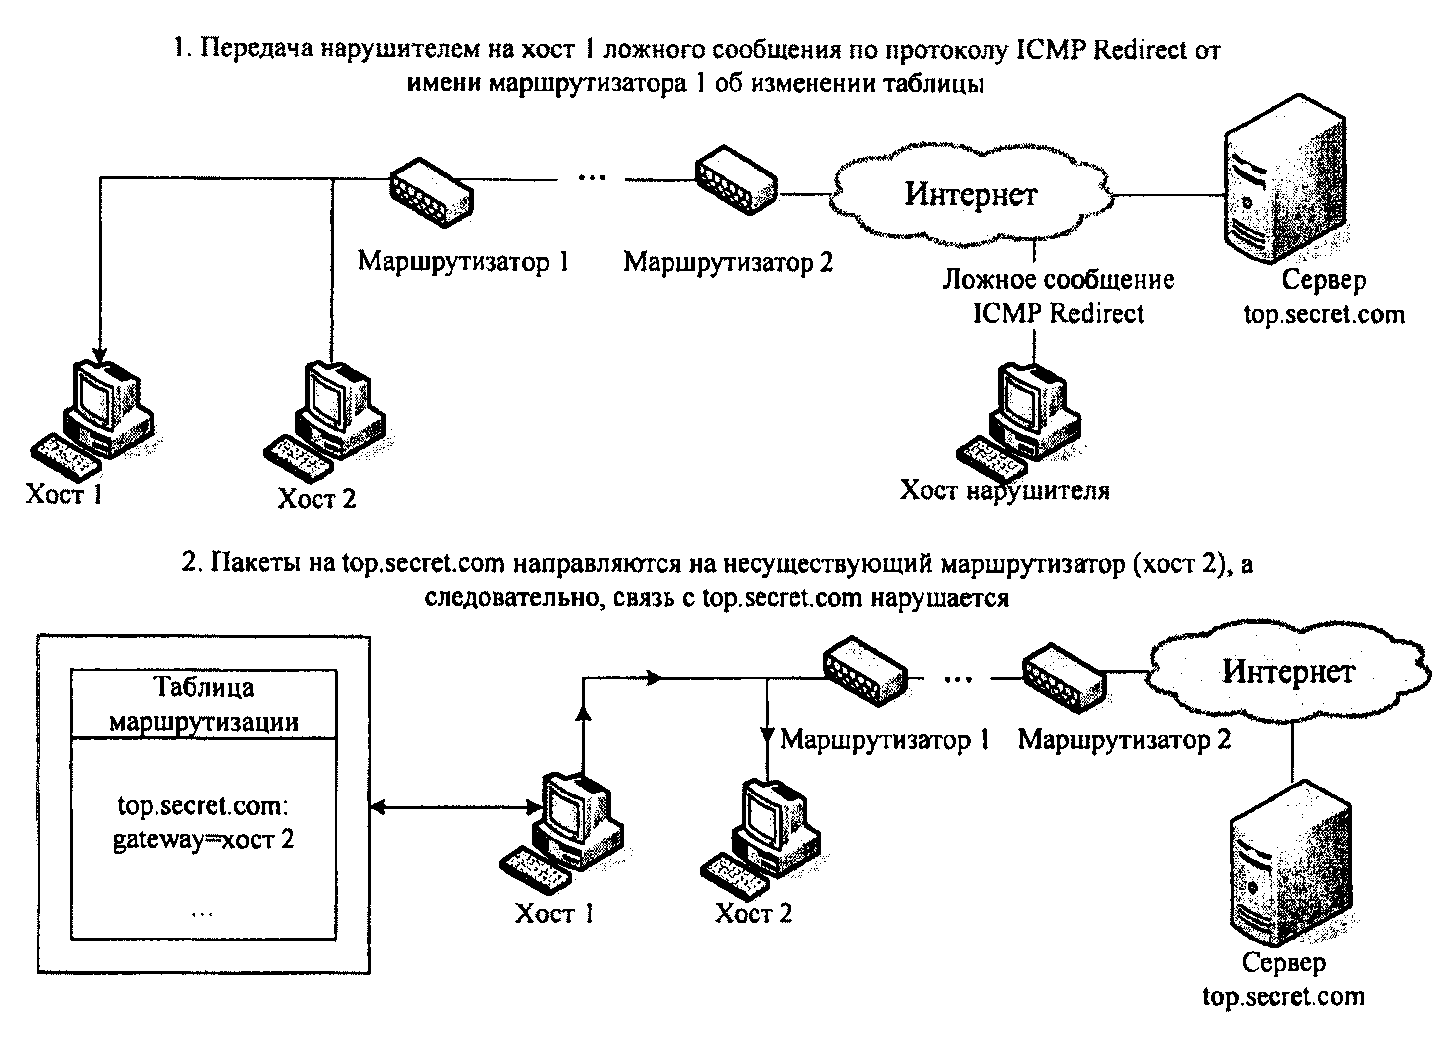 1. Передача нарушителем на хост 1 ложного сообщения по протоколу ICMP Redirect от
имени маршрутизатора 1 об изменении таблицы
...
Интернет
Маршрутизатор 1
Маршрутизатор 2
Ложное сообщение
ICMP Redirect
Сервер
top.secret.com
Хост 1
Хост 2
Хост нарушителя
2. Пакеты на top.secret.com направляются на несуществующий маршрутизатор (хост 2), а
следовательно, связь с top.secret.com нарушается
Таблица
маршрутизации
top.secret.com:
gateway=хост 2
...
...
Интернет
Маршрутизатор 1
Маршрутизатор 2
Хост 1
Хост 2
Сервер
top.secret.com